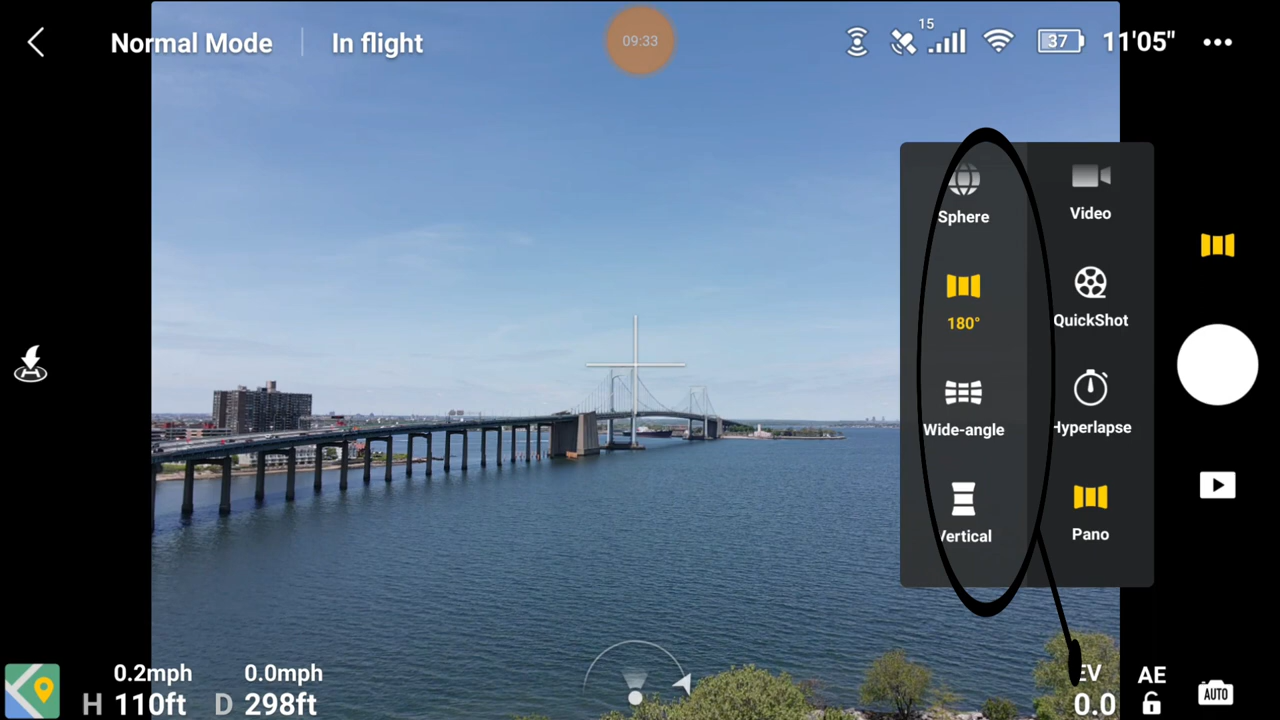 Normal Mode
In flight
09:33
15
37
11'05"
Sphere
Video
180°
QuickShot
Wide-angle
Hyperlapse
Vertical
Pano
0.2mph
0.0mph
H 110ft
D 298ft
EV
0.0
AE
AUTO